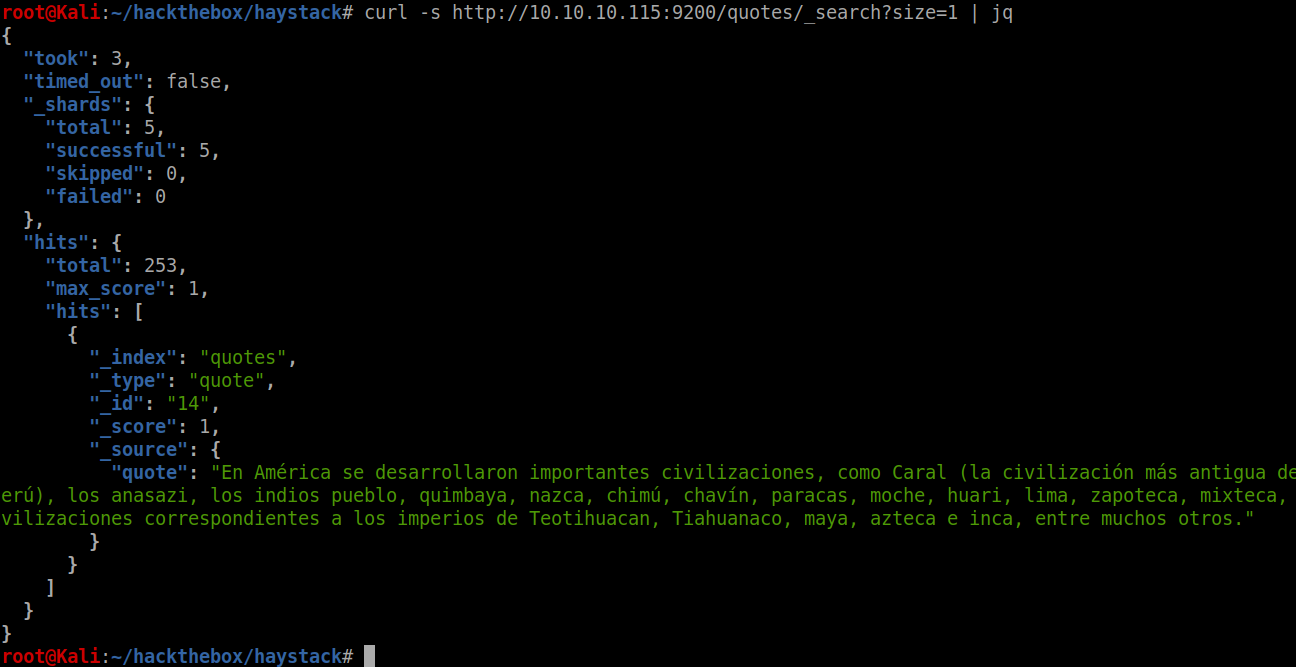 root@Kali:~/hackthebox/haystack# curl -s http://10.10.10.115:9200/quotes/_search?size=1 | jq
{
  "took": 3,
  "timed_out": false,
  "_shards": {
    "total": 5,
    "successful": 5,
    "skipped": 0,
    "failed": 0
  },
  "hits": {
    "total": 253,
    "max_score": 1,
    "hits": [
      {
        "_index": "quotes",
        "_type": "quote",
        "_id": "14",
        "_score": 1,
        "_source": {
          "quote": "En América se desarrollaron importantes civilizaciones, como Caral (la civilización más antigua de
erú), los anasazi, los indios pueblo, quimbaya, nazca, chimú, chavín, paracas, moche, huari, lima, zapoteca, mixteca,
vilizaciones correspondientes a los imperios de Teotihuacan, Tiahuanaco, maya, azteca e inca, entre muchos otros."
        }
      }
    ]
  }
}
root@Kali:~/hackthebox/haystack#